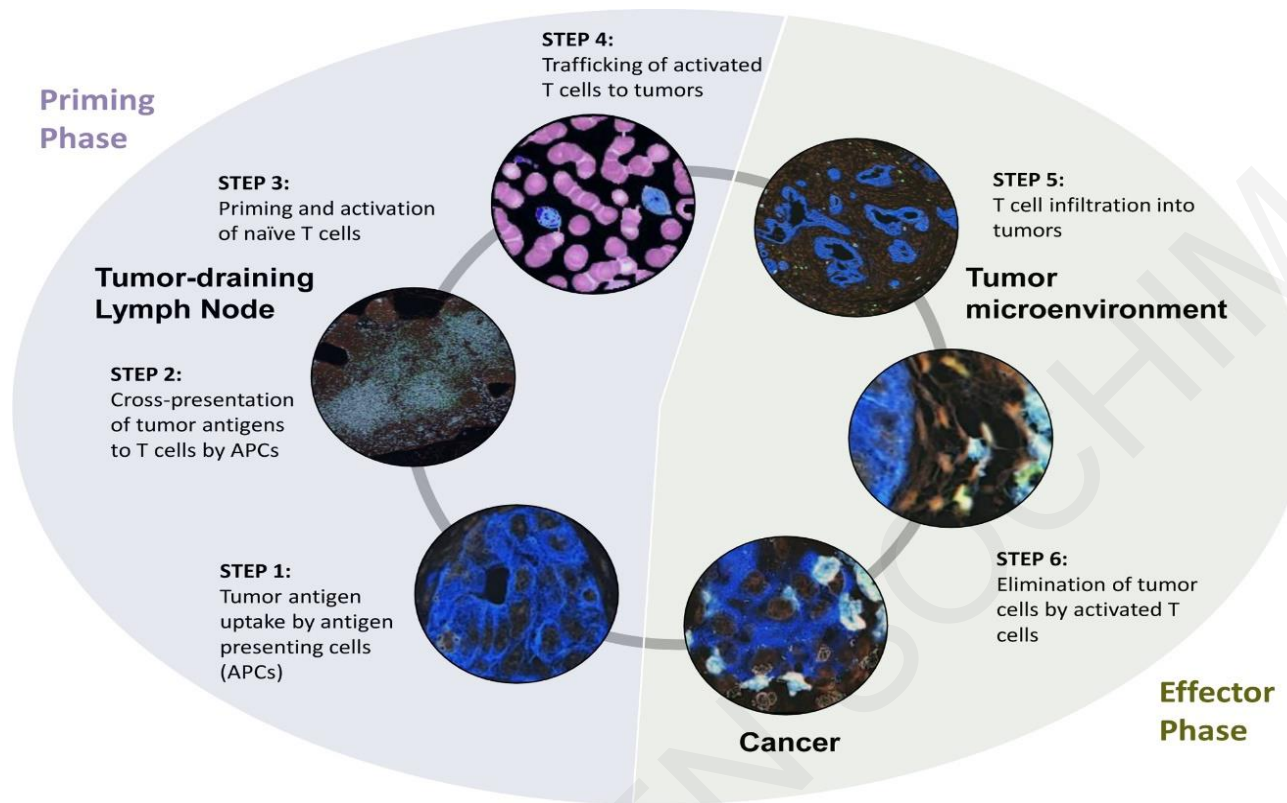 Priming
Phase
STEP 4:
Trafficking of activated
T cells to tumors
STEP 3:
Priming and activation
of naïve T cells
Tumor-draining
Lymph Node
STEP 2:
Cross-presentation
of tumor antigens
to T cells by APCs
STEP 1:
Tumor antigen
uptake by antigen
presenting cells
(APCs)
STEP 5:
T cell infiltration into
tumors
Tumor
microenvironment
STEP 6:
Elimination of tumor
cells by activated T
cells
Cancer
Effector
Phase